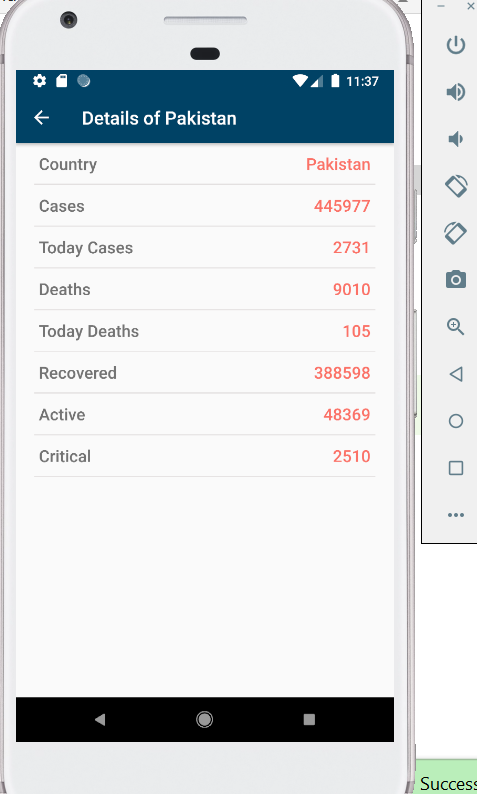 11:37
Details of Pakistan
Country Pakistan
Cases 445977
Today Cases 2731
Deaths 9010
Today Deaths 105
Recovered 388598
Active 48369
Critical 2510
Success